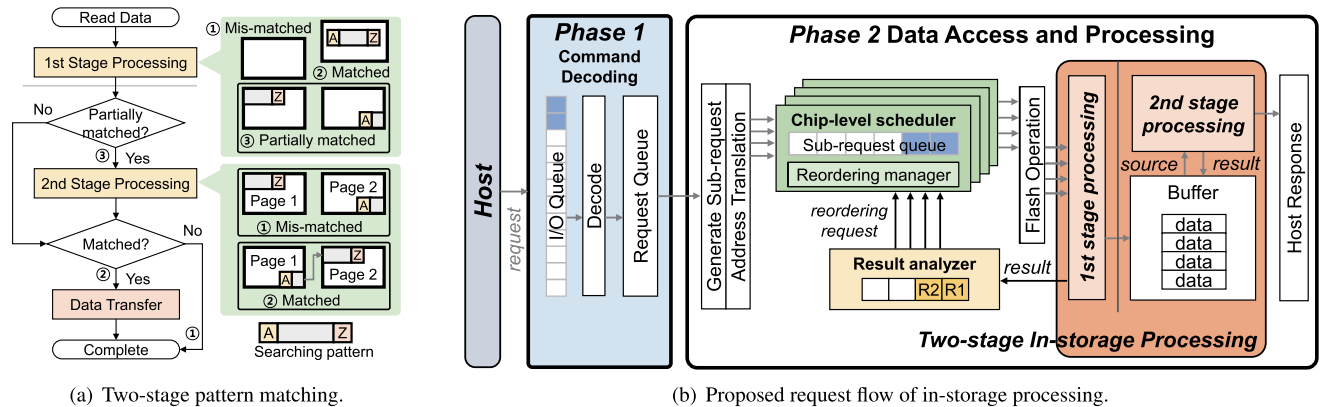 Read Data
1st Stage Processing
No
Partially
matched?
③ Yes
2nd Stage Processing
Matched?
No
② Yes
Data Transfer
①
Complete
① Mis-matched
A Z
② Matched
Z
A
③ Partially matched
Z
Page 1
Page 2
A
① Mis-matched
Page 1
A
Z
Page 2
② Matched
A Z
Searching pattern
(a) Two-stage pattern matching.
Host
request
Phase 1
Command
Decoding
I/O Queue
Decode
Request Queue
Phase 2 Data Access and Processing
Generate Sub-request
Address Translation
Chip-level scheduler
Sub-request queue
Reordering manager
reordering
request
Result analyzer
R2 R1
result
Flash Operation
1st stage processing
2nd stage
processing
source result
Buffer
data
data
data
data
Host Response
Two-stage In-storage Processing
(b) Proposed request flow of in-storage processing.